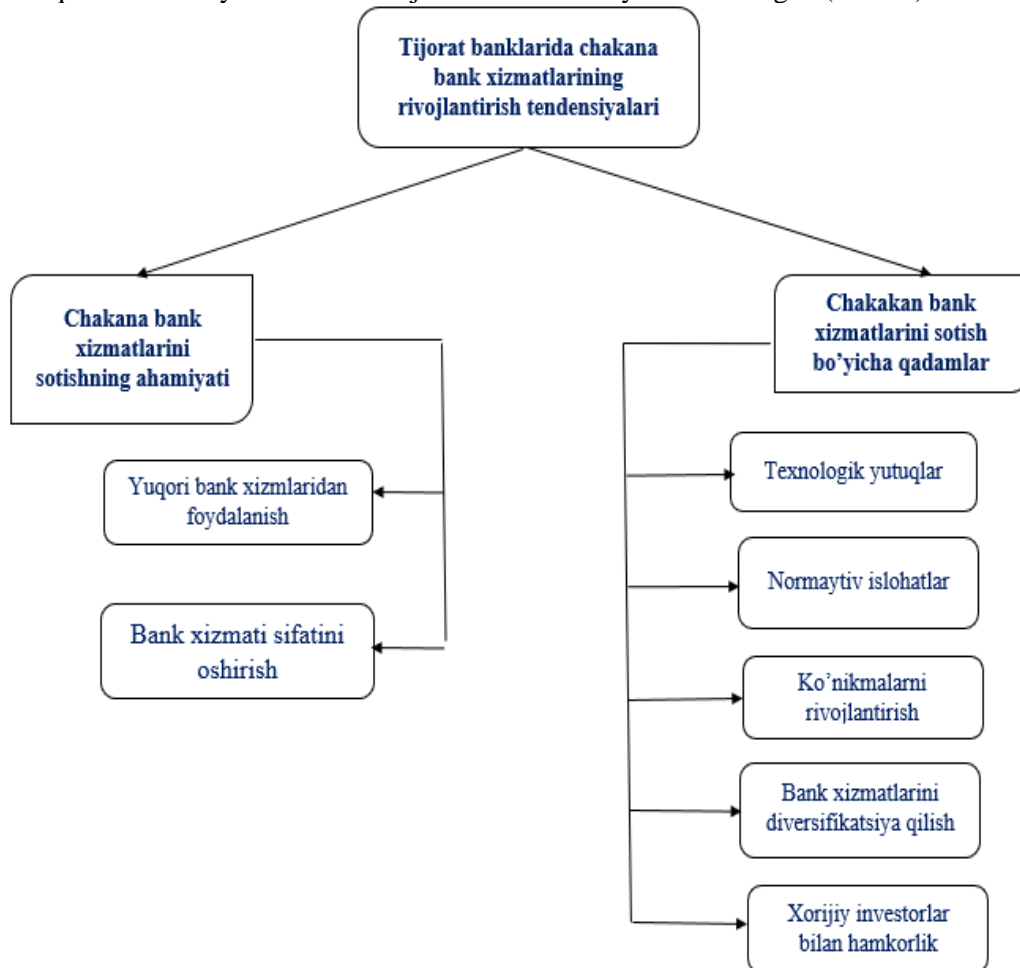 Tijorat banklarida chakana
bank xizmatlarining
rivojlantirish tendensiyalari
Chakana bank
xizmatlarini
sotishning ahamiyati
Yuqori bank xizmlaridan
foydalanish
Bank xizmati sifatini
oshirish
Chakakan bank
xizmatlarini sotish
bo’yicha qadamlar
Texnologik yutuqlar
Normaytiv islohatlar
Ko’nikmalarni
rivojlantirish
Bank xizmatlarini
diversifikatsiya qilish
Xorijiy investorlar
bilan hamkorlik